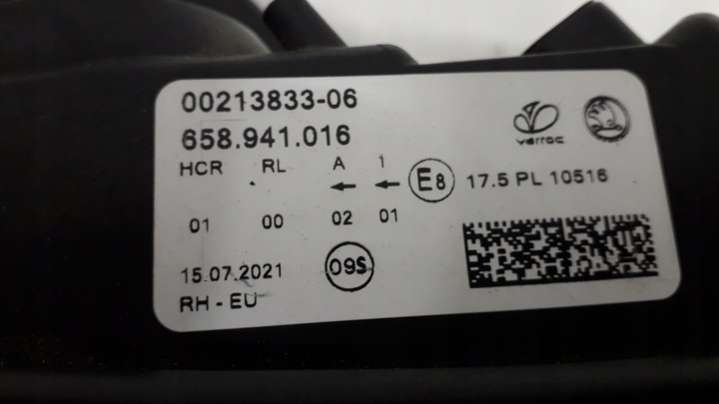 00213833-06
658.941.016
varroc
HCR RL A 1
← ← E8 17.5 PL 10516
01 00 02 01
15.07.2021 09S
RH - EU